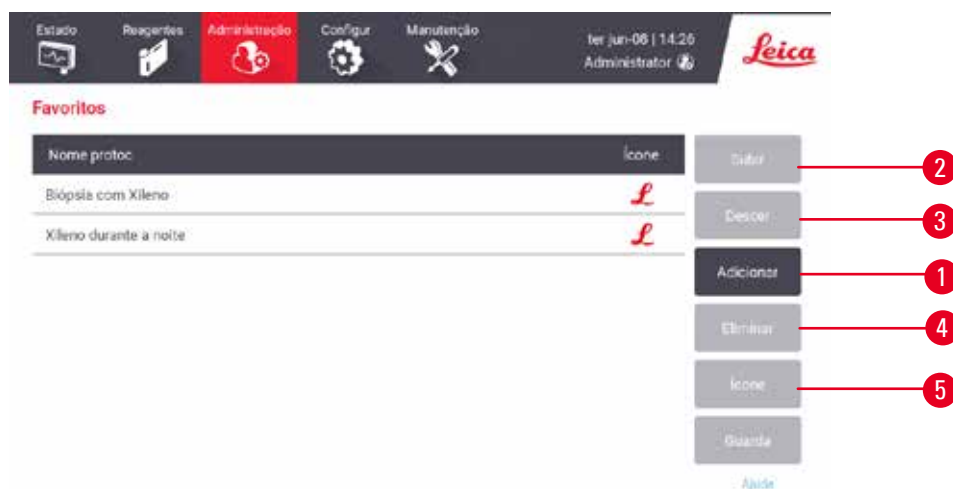 Estado Reagentes Administração Configur Manutenção
ter jun-06 | 14:26
Administrator
Leica
Favoritos
Nome protoc Ícone
Biópsia com Xileno L
Xileno durante a noite L
Subir
Descer
Adicionar
Eliminar
Ícone
Guarda
Ajuda
2
3
1
4
5